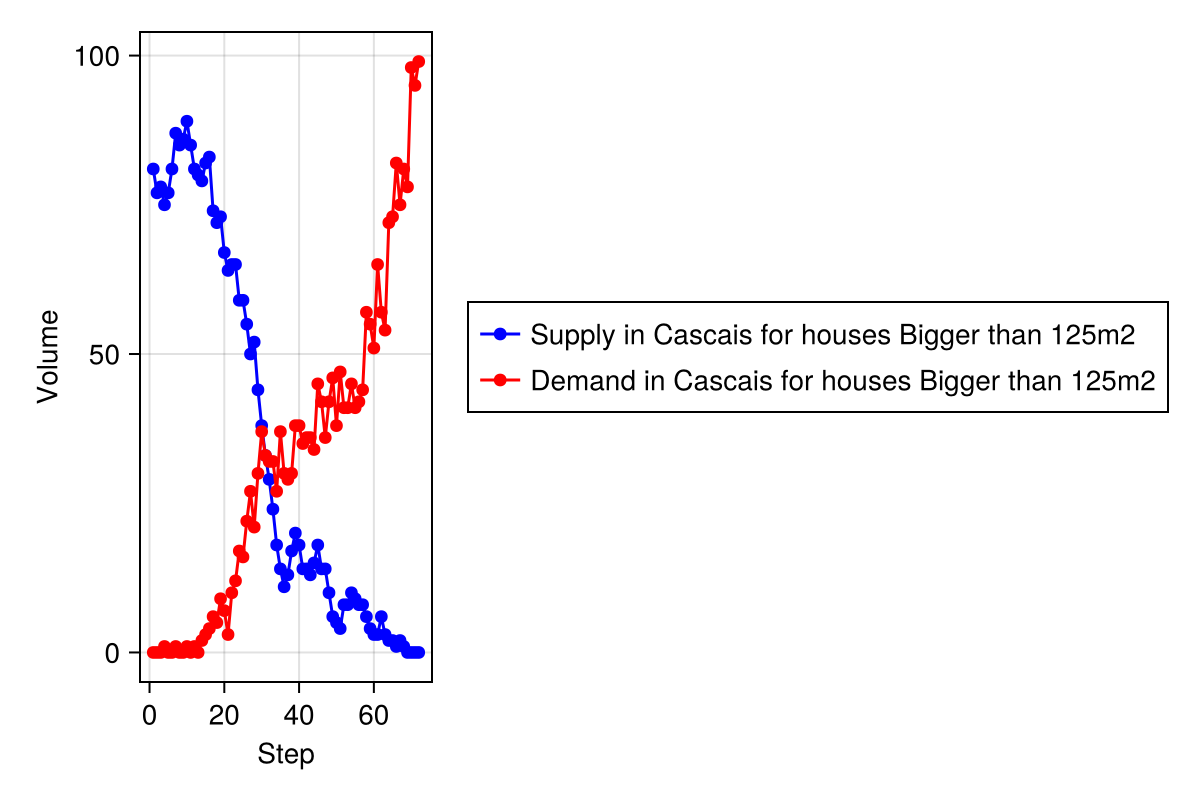 100
50
0
Volume
0 20 40 60
Step
Supply in Cascais for houses Bigger than 125m2
Demand in Cascais for houses Bigger than 125m2